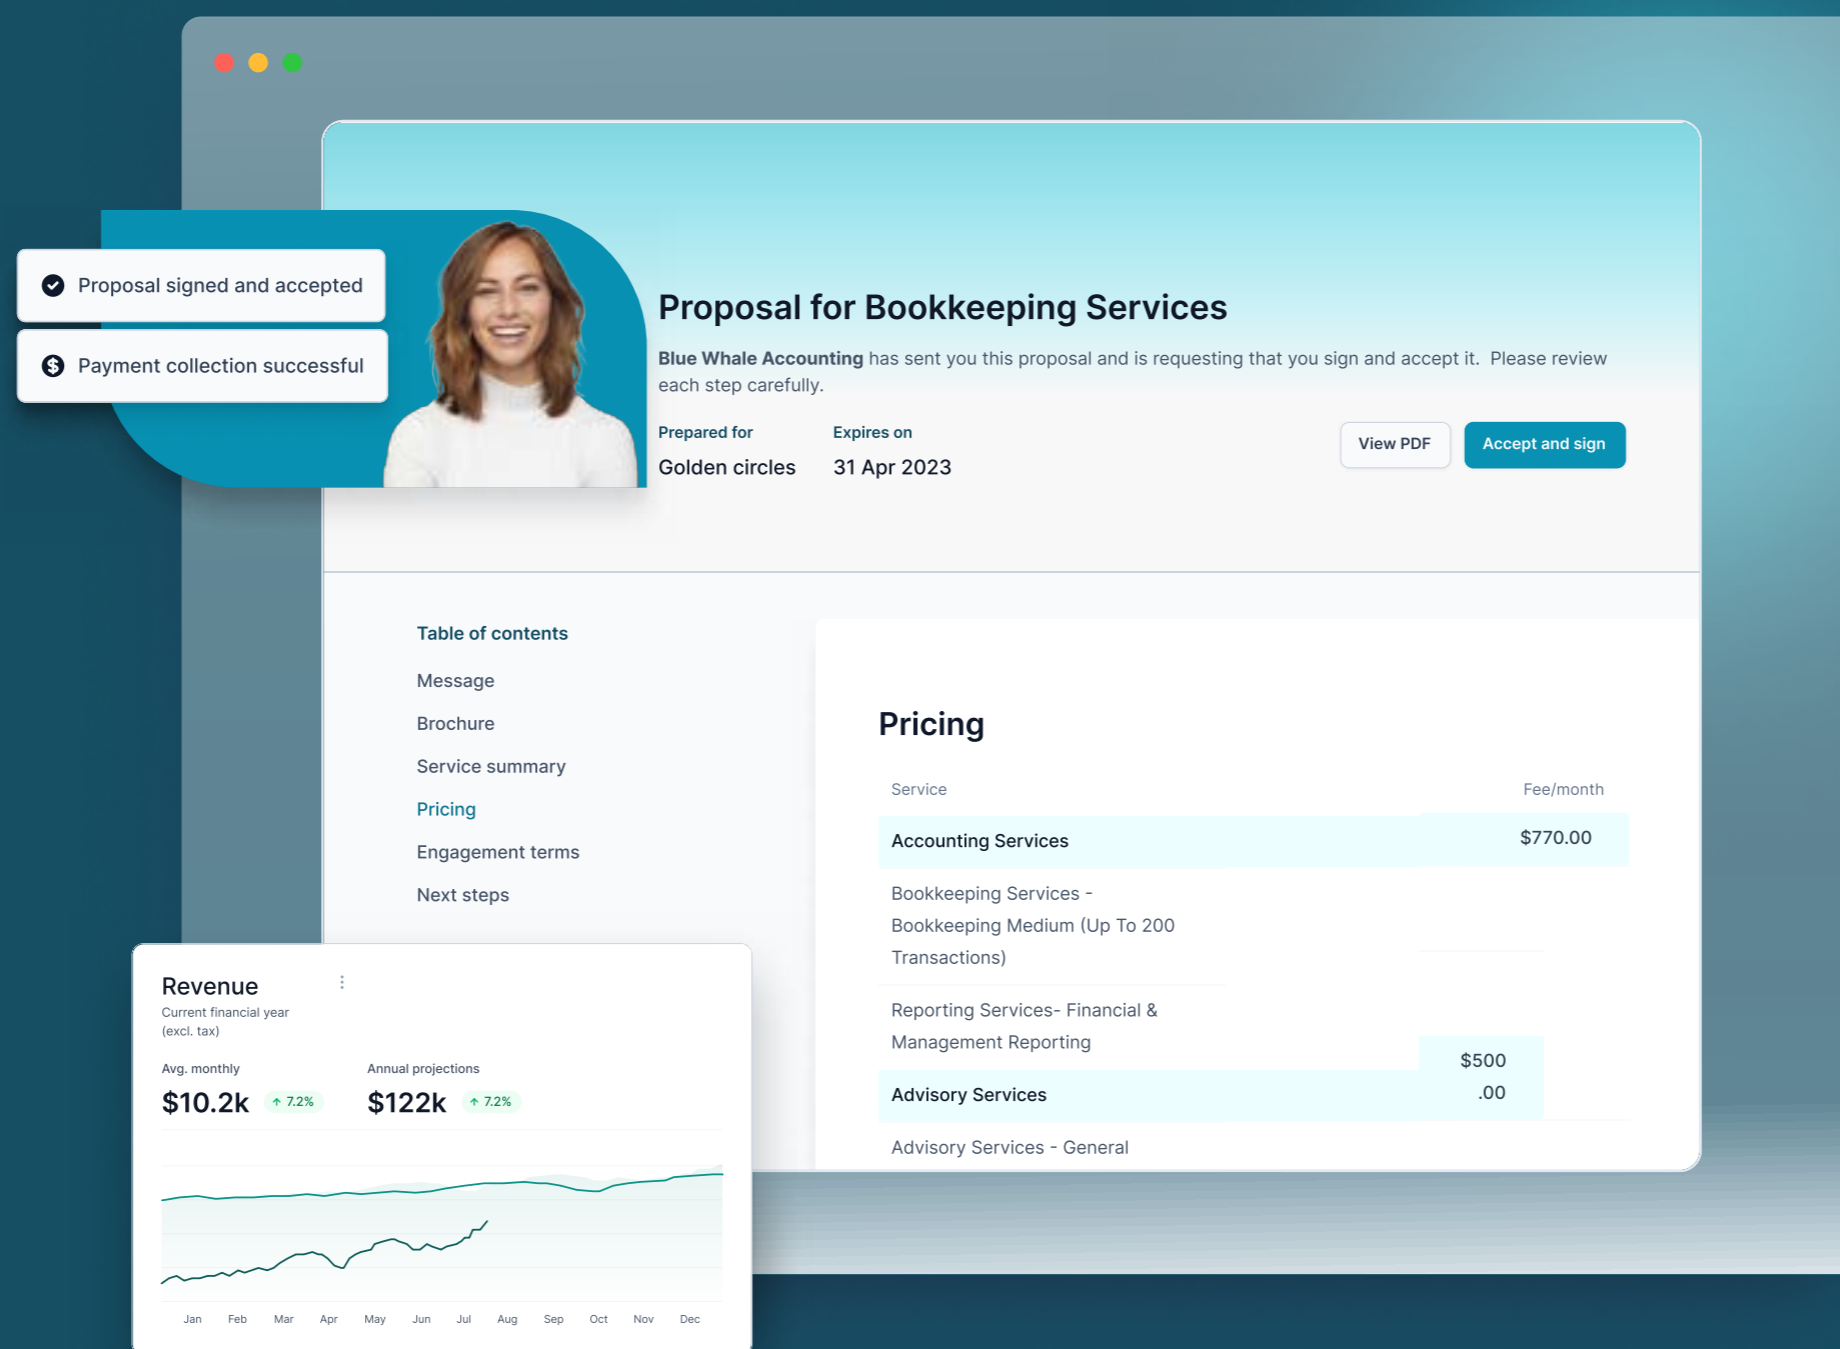 Proposal signed and accepted
Payment collection successful
Proposal for Bookkeeping Services
Blue Whale Accounting has sent you this proposal and is requesting that you sign and accept it. Please review
each step carefully.
Prepared for
Golden circles
Expires on
31 Apr 2023
View PDF
Accept and sign
Table of contents
Message
Brochure
Service summary
Pricing
Engagement terms
Next steps
Pricing
Service Fee/month
Accounting Services $770.00
Bookkeeping Services -
Bookkeeping Medium (Up To 200
Transactions)
Reporting Services- Financial &
Management Reporting
Advisory Services
$500
.00
Advisory Services - General
Revenue
Current financial year
(excl. tax)
Avg. monthly
$10.2k ↑ 7.2%
Annual projections
$122k ↑ 7.2%
Jan Feb Mar Apr May Jun Jul Aug Sep Oct Nov Dec